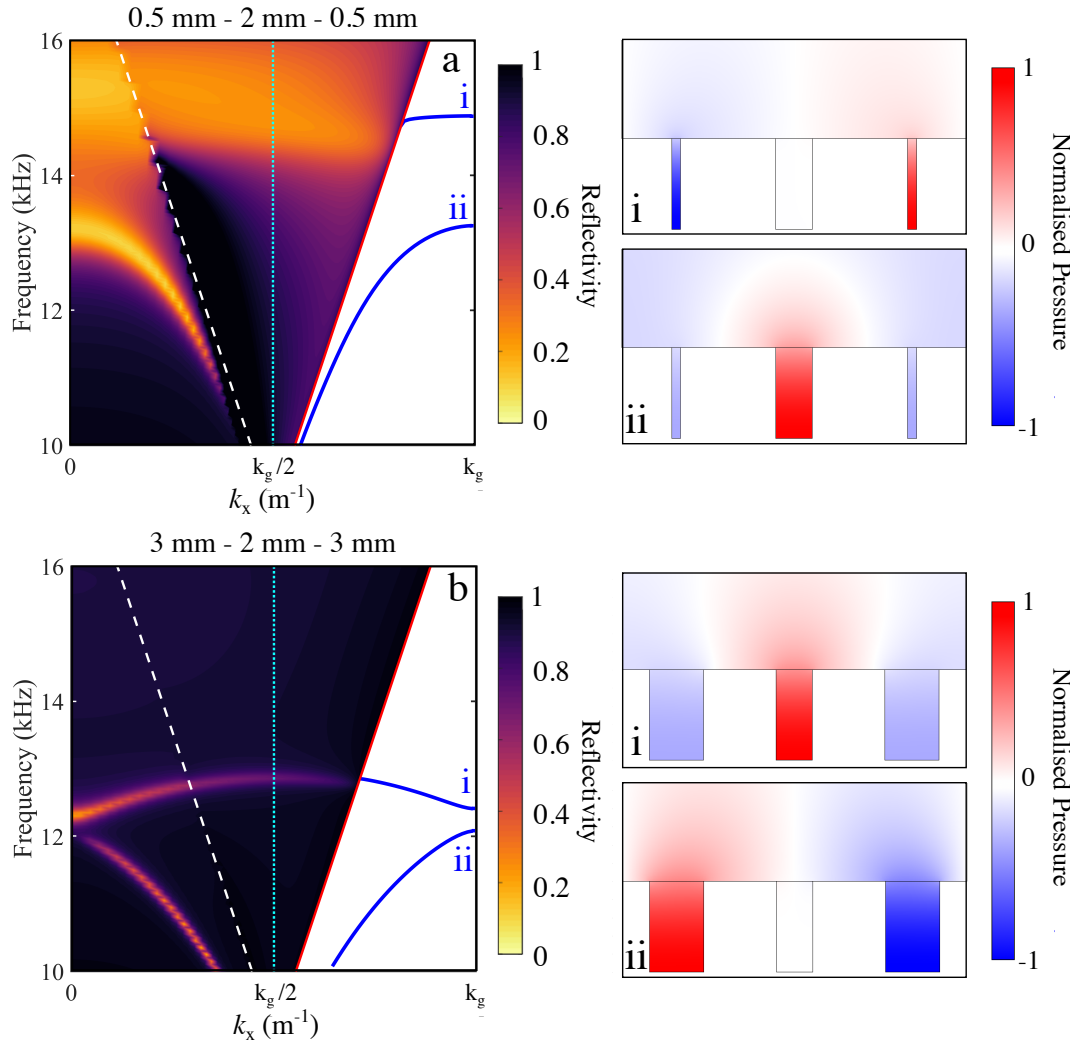 0.5 mm - 2 mm - 0.5 mm
16
14
12
10
Frequency (kHz)
0
k_g/2
k_g
k_x (m^-1)
a
i
ii
1
0.8
0.6
0.4
0.2
0
Reflectivity
i
ii
1
0
-1
Normalised Pressure
3 mm - 2 mm - 3 mm
16
14
12
10
Frequency (kHz)
0
k_g/2
k_g
k_x (m^-1)
b
i
ii
1
0.8
0.6
0.4
0.2
0
Reflectivity
i
ii
1
0
-1
Normalised Pressure